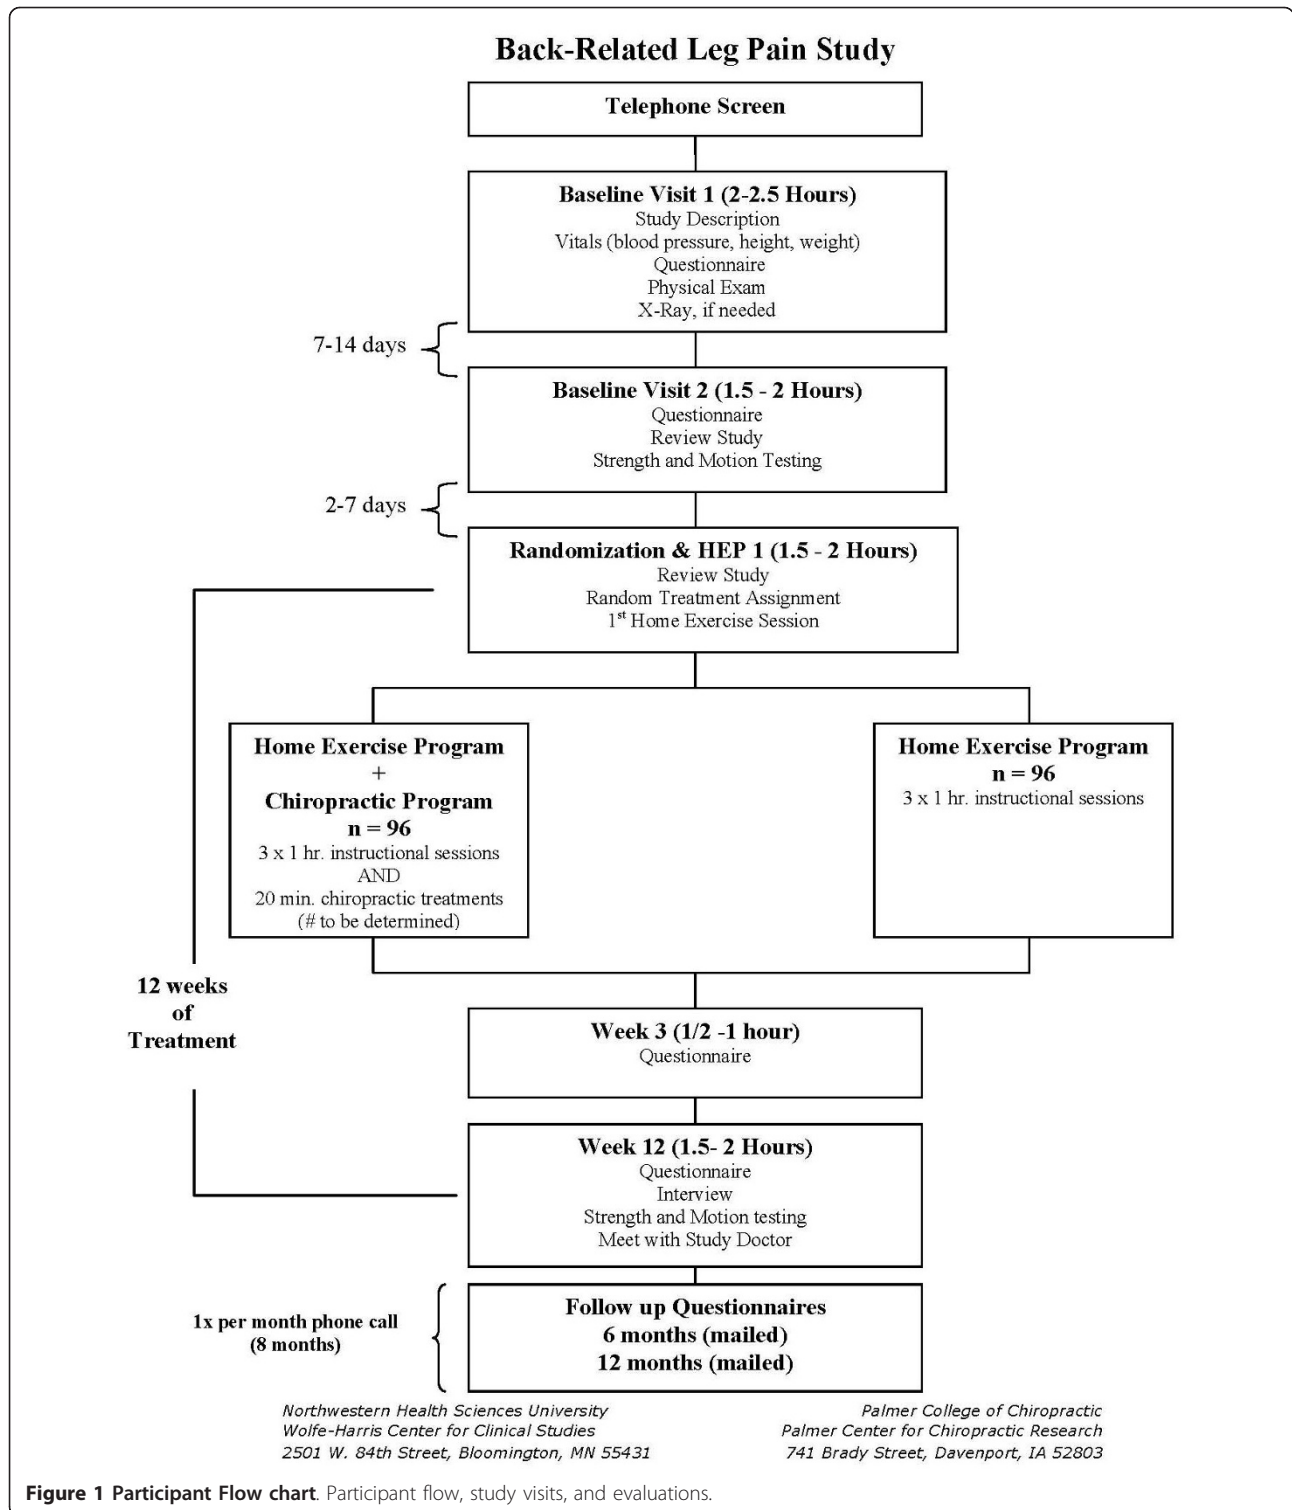 Back-Related Leg Pain Study
Telephone Screen
Baseline Visit 1 (2-2.5 Hours)
Study Description
Vitals (blood pressure, height, weight)
Questionnaire
Physical Exam
X-Ray, if needed
7-14 days
Baseline Visit 2 (1.5 - 2 Hours)
Questionnaire
Review Study
Strength and Motion Testing
2-7 days
Randomization & HEP 1 (1.5 - 2 Hours)
Review Study
Random Treatment Assignment
1st Home Exercise Session
Home Exercise Program
+
Chiropractic Program
n = 96
3 x 1 hr. instructional sessions
AND
20 min. chiropractic treatments
(# to be determined)
Home Exercise Program
n = 96
3 x 1 hr. instructional sessions
12 weeks
of
Treatment
Week 3 (1/2 -1 hour)
Questionnaire
Week 12 (1.5- 2 Hours)
Questionnaire
Interview
Strength and Motion testing
Meet with Study Doctor
1x per month phone call
(8 months)
Follow up Questionnaires
6 months (mailed)
12 months (mailed)
Northwestern Health Sciences University
Wolfe-Harris Center for Clinical Studies
2501 W. 84th Street, Bloomington, MN 55431
Palmer College of Chiropractic
Palmer Center for Chiropractic Research
741 Brady Street, Davenport, IA 52803
Figure 1 Participant Flow chart. Participant flow, study visits, and evaluations.